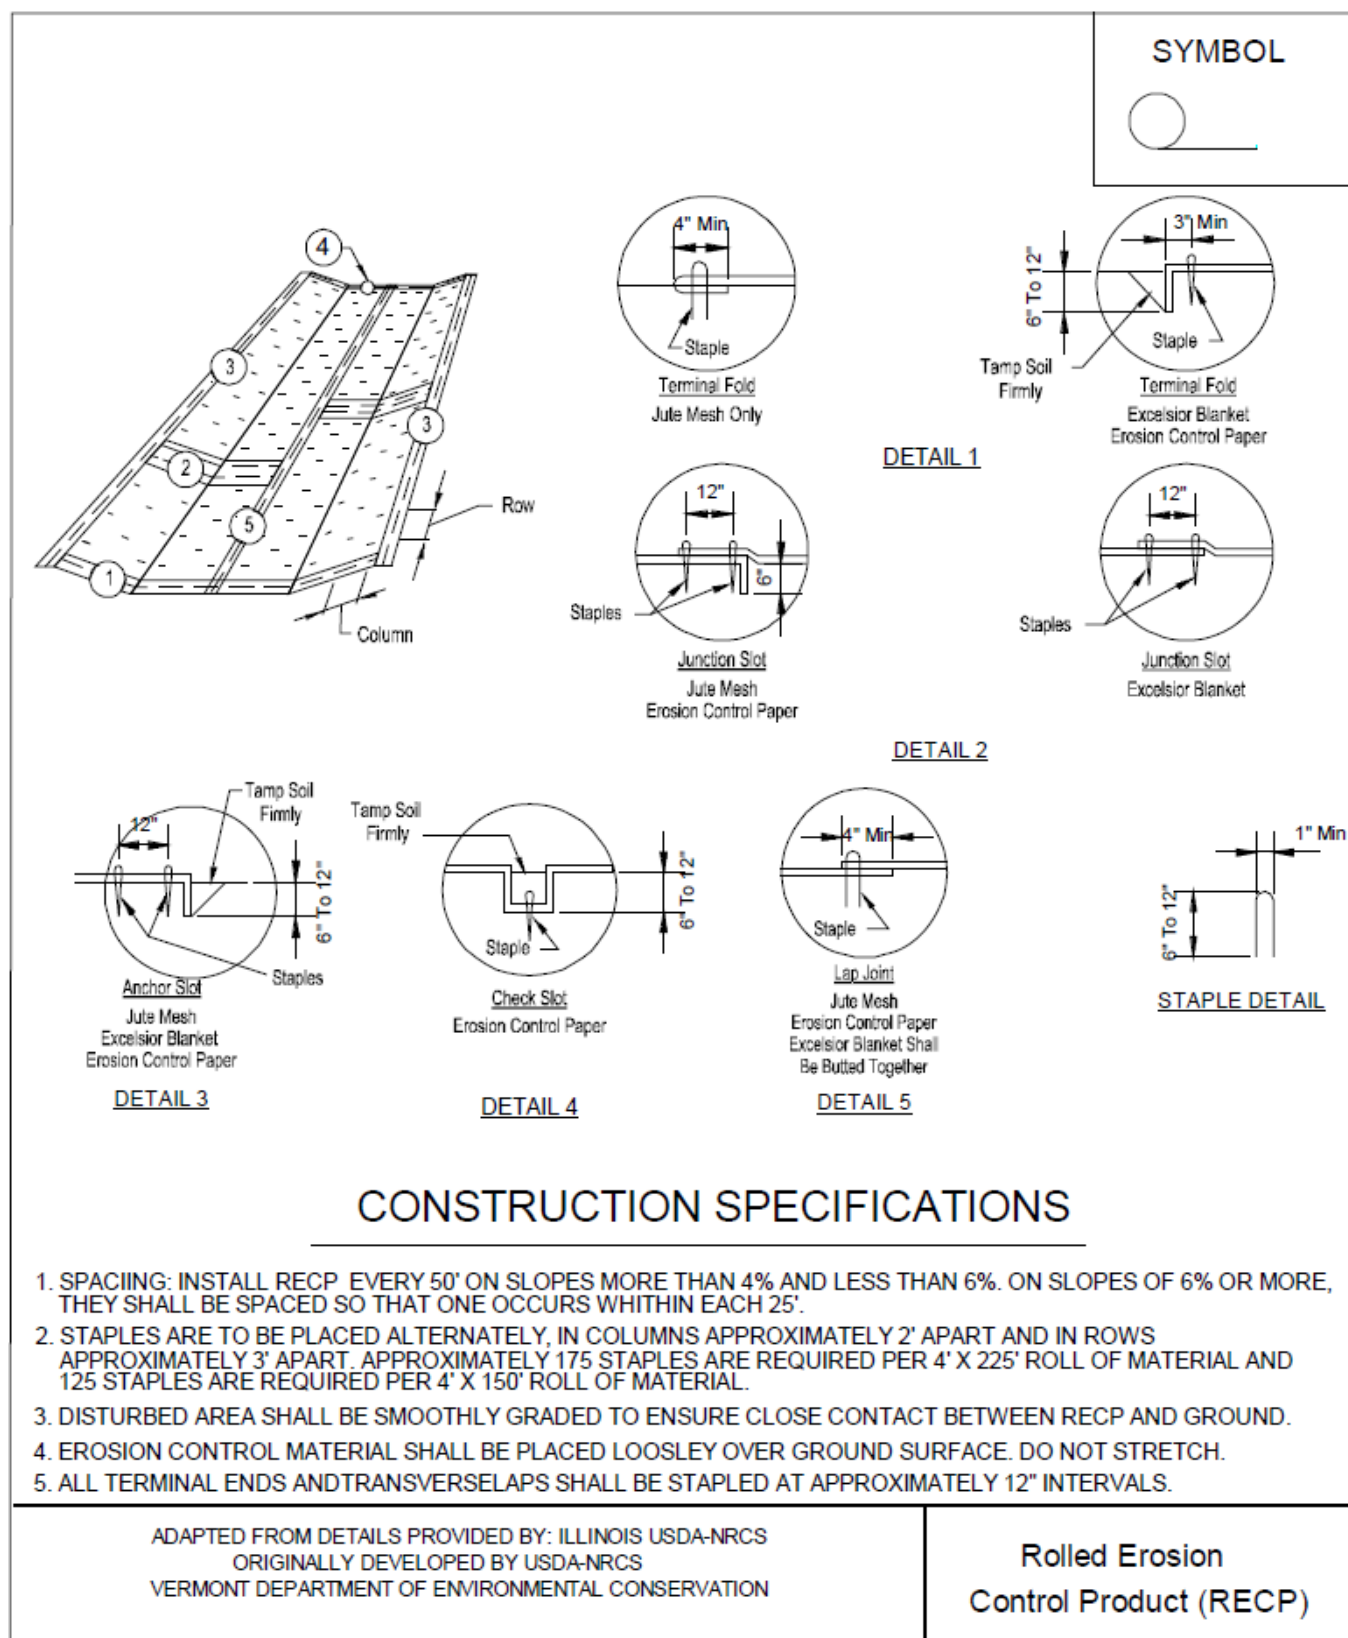 SYMBOL
4
3
2
5
3
1
Row
Column
4" Min
Staple
Terminal Fold
Jute Mesh Only
3" Min
6" To 12"
Staple
Tamp Soil
Firmly
Terminal Fold
Excelsior Blanket
Erosion Control Paper
DETAIL 1
12"
6"
Staples
Junction Slot
Jute Mesh
Erosion Control Paper
12"
Staples
Junction Slot
Excelsior Blanket
DETAIL 2
Tamp Soil
Firmly
12"
6" To 12"
Staples
Anchor Slot
Jute Mesh
Excelsior Blanket
Erosion Control Paper
DETAIL 3
Tamp Soil
Firmly
6" To 12"
Staple
Check Slot
Erosion Control Paper
DETAIL 4
4" Min
Staple
Lap Joint
Jute Mesh
Erosion Control Paper
Excelsior Blanket Shall
Be Butted Together
DETAIL 5
1" Min
6" To 12"
STAPLE DETAIL
CONSTRUCTION SPECIFICATIONS
1. SPACIING: INSTALL RECP EVERY 50' ON SLOPES MORE THAN 4% AND LESS THAN 6%. ON SLOPES OF 6% OR MORE,
THEY SHALL BE SPACED SO THAT ONE OCCURS WHITHIN EACH 25'.
2. STAPLES ARE TO BE PLACED ALTERNATELY, IN COLUMNS APPROXIMATELY 2' APART AND IN ROWS
APPROXIMATELY 3' APART. APPROXIMATELY 175 STAPLES ARE REQUIRED PER 4' X 225' ROLL OF MATERIAL AND
125 STAPLES ARE REQUIRED PER 4' X 150' ROLL OF MATERIAL.
3. DISTURBED AREA SHALL BE SMOOTHLY GRADED TO ENSURE CLOSE CONTACT BETWEEN RECP AND GROUND.
4. EROSION CONTROL MATERIAL SHALL BE PLACED LOOSLEY OVER GROUND SURFACE. DO NOT STRETCH.
5. ALL TERMINAL ENDS ANDTRANSVERSELAPS SHALL BE STAPLED AT APPROXIMATELY 12" INTERVALS.
ADAPTED FROM DETAILS PROVIDED BY: ILLINOIS USDA-NRCS
ORIGINALLY DEVELOPED BY USDA-NRCS
VERMONT DEPARTMENT OF ENVIRONMENTAL CONSERVATION
Rolled Erosion
Control Product (RECP)